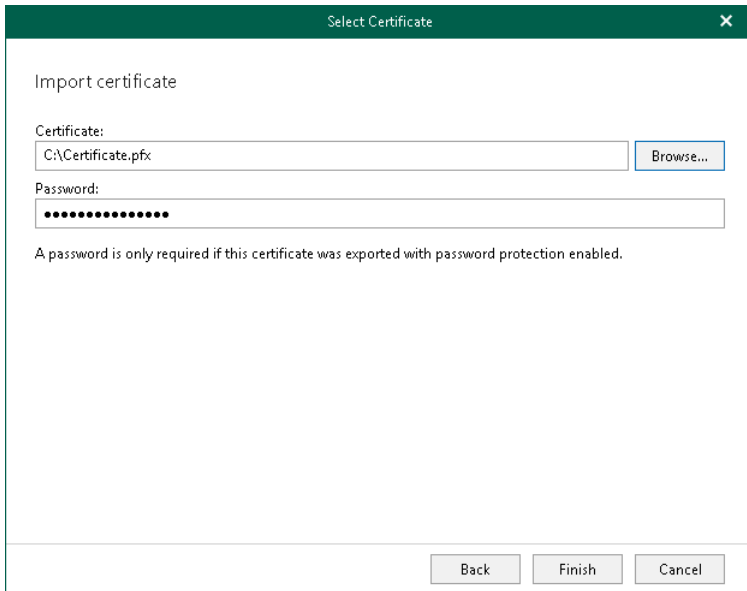 Select Certificate
Import certificate
Certificate:
C:\Certificate.pfx
Browse...
Password:
●●●●●●●●●●●●●●●
A password is only required if this certificate was exported with password protection enabled.
Back
Finish
Cancel